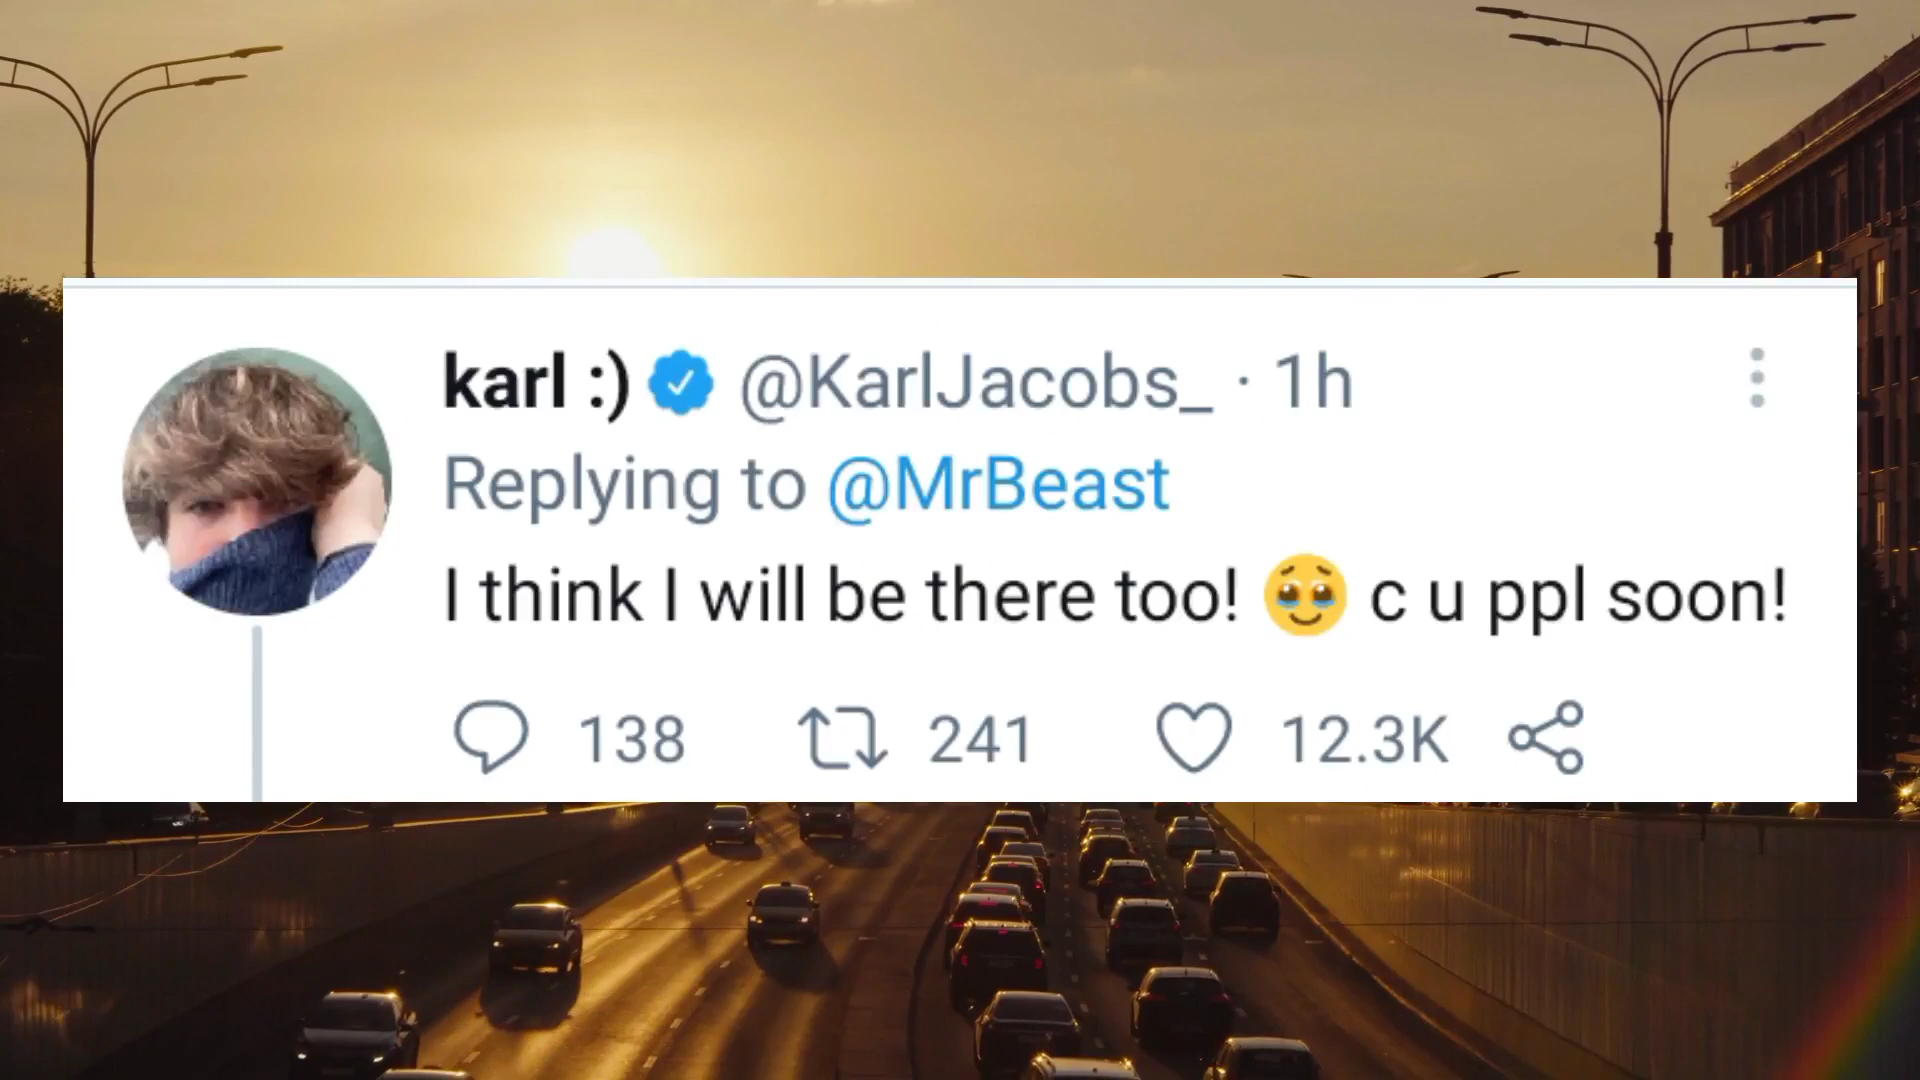 karl :) @KarlJacobs_ · 1h
Replying to @MrBeast
I think I will be there too! 🥹 c u ppl soon!
138 241 12.3K